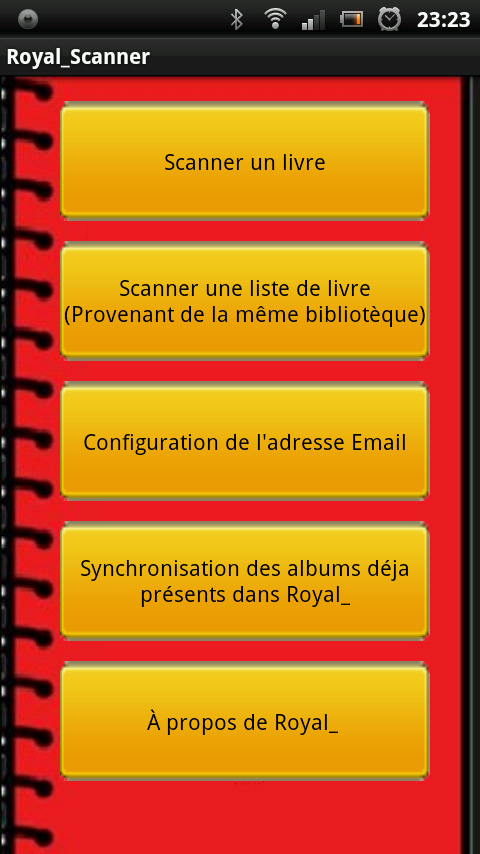 23:23
Royal_Scanner
Scanner un livre
Scanner une liste de livre
(Provenant de la même bibliotèque)
Configuration de l'adresse Email
Synchronisation des albums déja
présents dans Royal_
À propos de Royal_